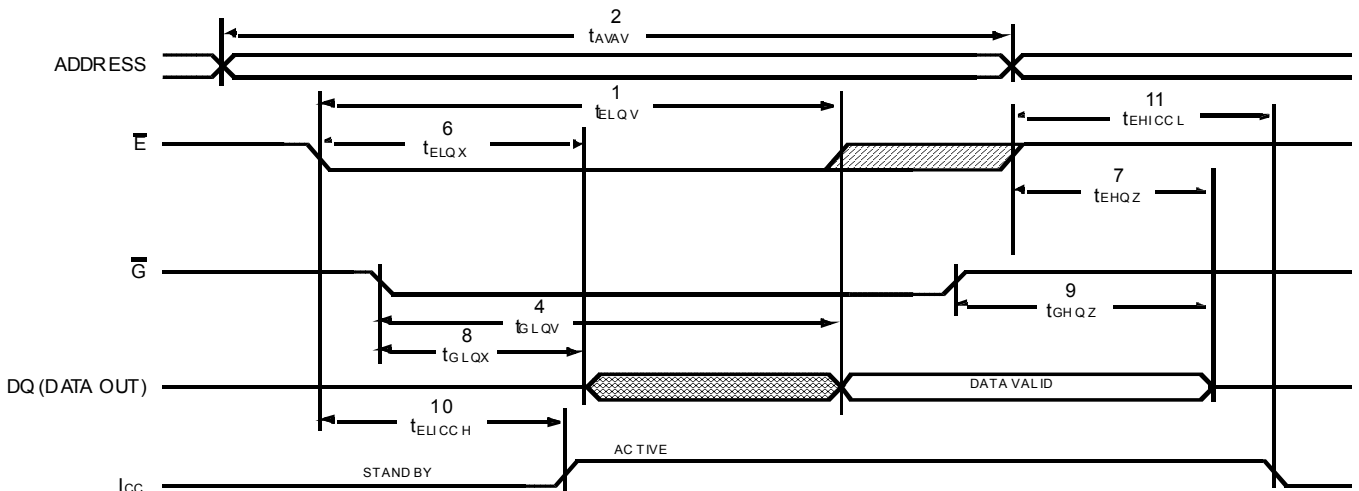 2
tAVAV
ADDRESS
1
tELQV
11
tEHICCL
6
tELQX
E
7
tEHQZ
G
4
tGLQV
9
tGHQZ
8
tGLQX
DQ (DATA OUT)
DATA VALID
10
tELICCH
ACTIVE
STANDBY
ICC